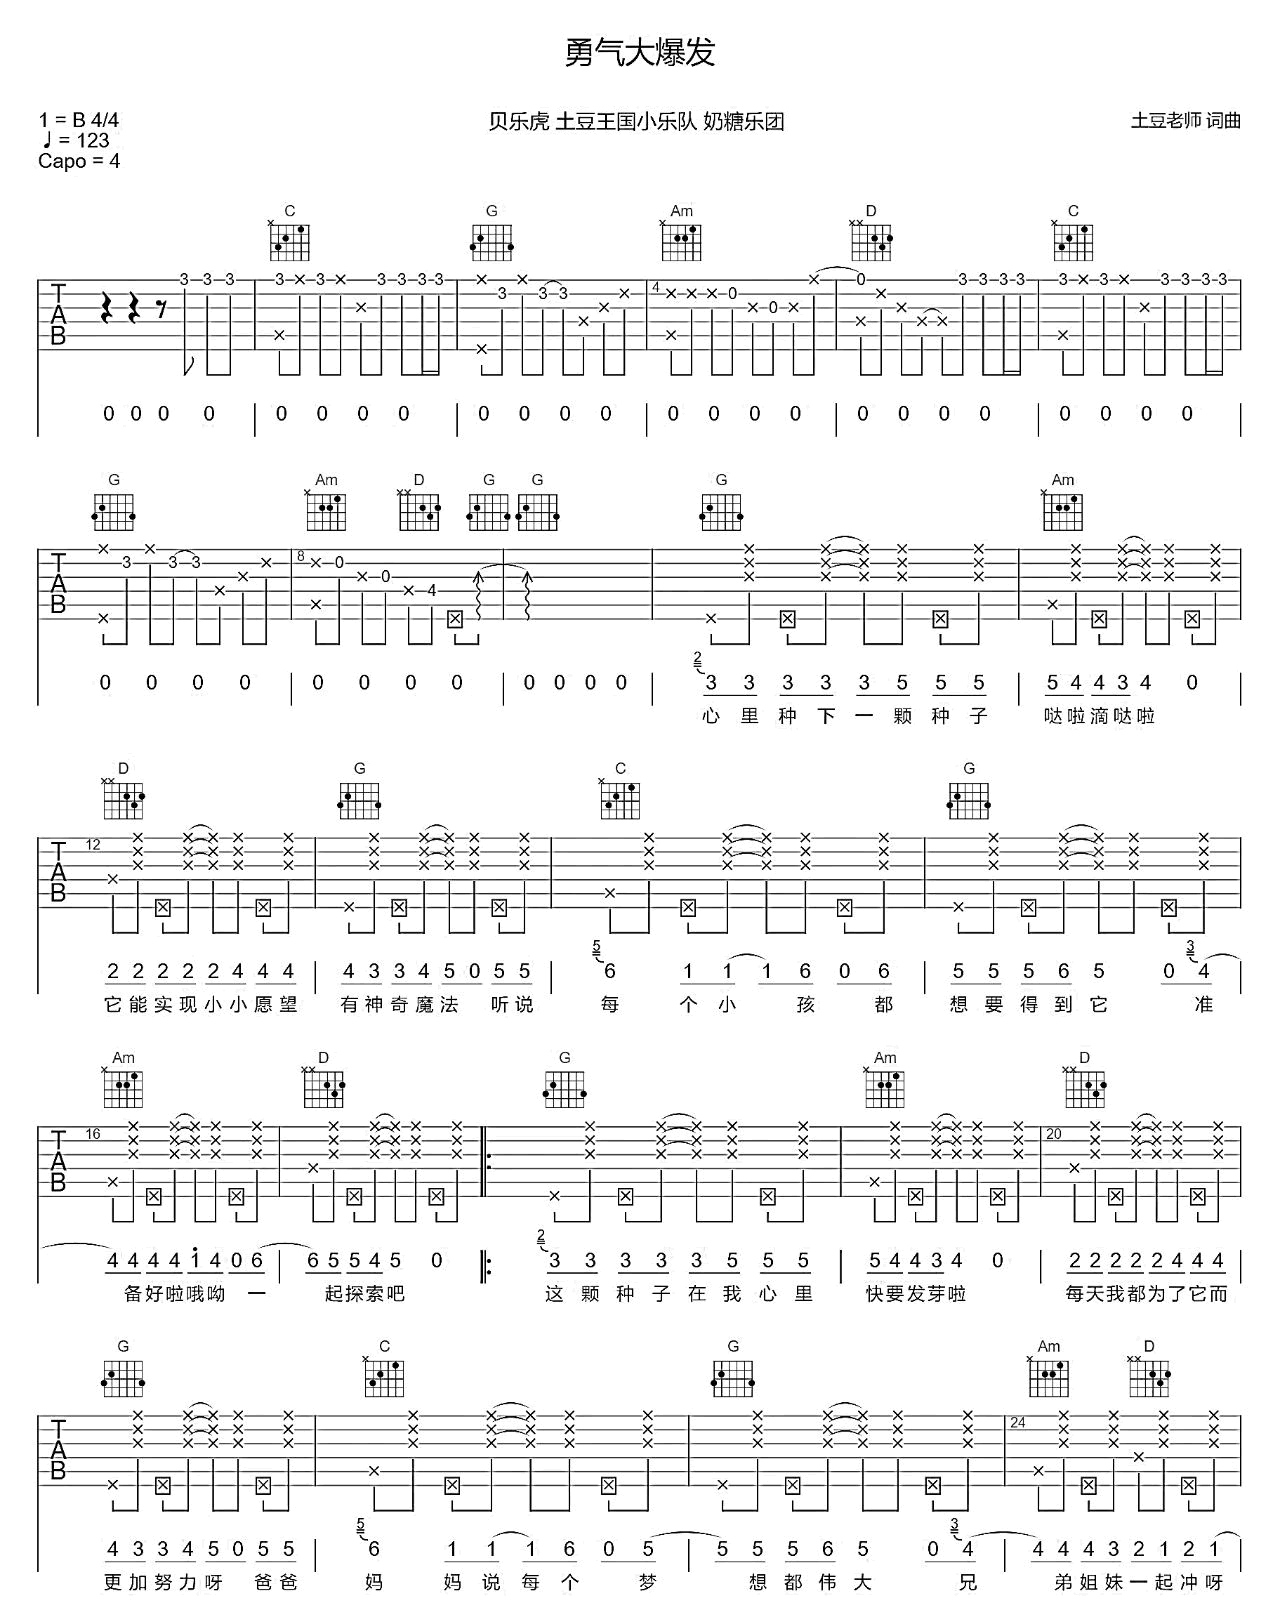 勇气大爆发
1 = B 4/4
♩ = 123
Capo = 4
贝乐虎 土豆王国小乐队 奶糖乐团
土豆老师 词曲
C G Am D C
3 3 3 3 × 3 × × 3 3 3 3 × 3 × 3 3 × × × 4 × × × 0 × 0 × × 0 × × × × 3 3 3 3 3 × 3 × × 3 3 3 3
T
A
B
0 0 0 0 0 0 0 0 0 0 0 0 0 0 0 0 0 0 0 0 0 0 0 0
G Am D G G G Am
T
A
B
8
0 0 0 0 0 0 0 0 0 0 0 0 3 3 3 3 3 5 5 5 5 4 4 3 4 0
心里种下一颗种子 哒啦滴哒啦
D G C G
T
A
B
12
2 2 2 2 2 4 4 4 4 3 3 4 5 0 5 5 6 1 1 1 6 0 6 5 5 5 6 5 0 4
它能实现小小愿望 有神奇魔法 听说 每 个小 孩 都 想要得到它 准
Am D G Am D
T
A
B
16 20
4 4 4 4 1 4 0 6 6 5 5 4 5 0 3 3 3 3 3 5 5 5 5 4 4 3 4 0 2 2 2 2 2 4 4 4
备好啦哦呦 一 起探索吧 这颗种子在我心里 快要发芽啦 每天我都为了它而
G C G Am D
T
A
B
24
4 3 3 4 5 0 5 5 6 1 1 1 6 0 5 5 5 5 6 5 0 4 4 4 4 3 2 1 2 1
更加努力呀 爸爸 妈 妈说每个 梦 想都伟大 兄 弟姐妹一起冲呀